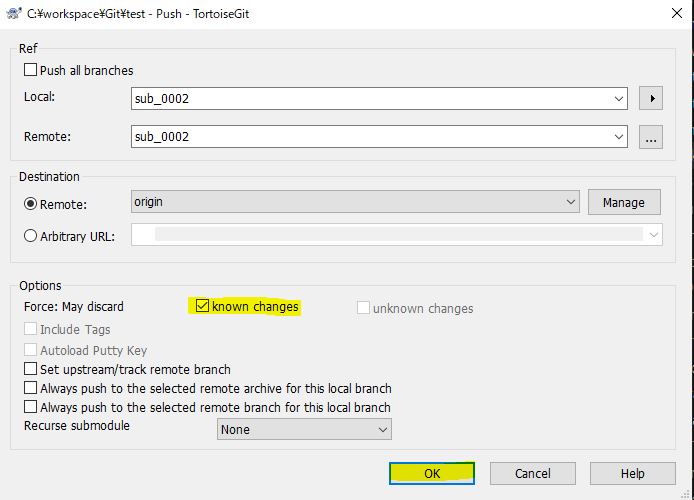 C:¥workspace¥Git¥test - Push - TortoiseGit
Ref
Push all branches
Local:
sub_0002
Remote:
sub_0002
...
Destination
Remote:
origin
Manage
Arbitrary URL:
Options
Force: May discard
known changes
unknown changes
Include Tags
Autoload Putty Key
Set upstream/track remote branch
Always push to the selected remote archive for this local branch
Always push to the selected remote branch for this local branch
Recurse submodule
None
OK
Cancel
Help